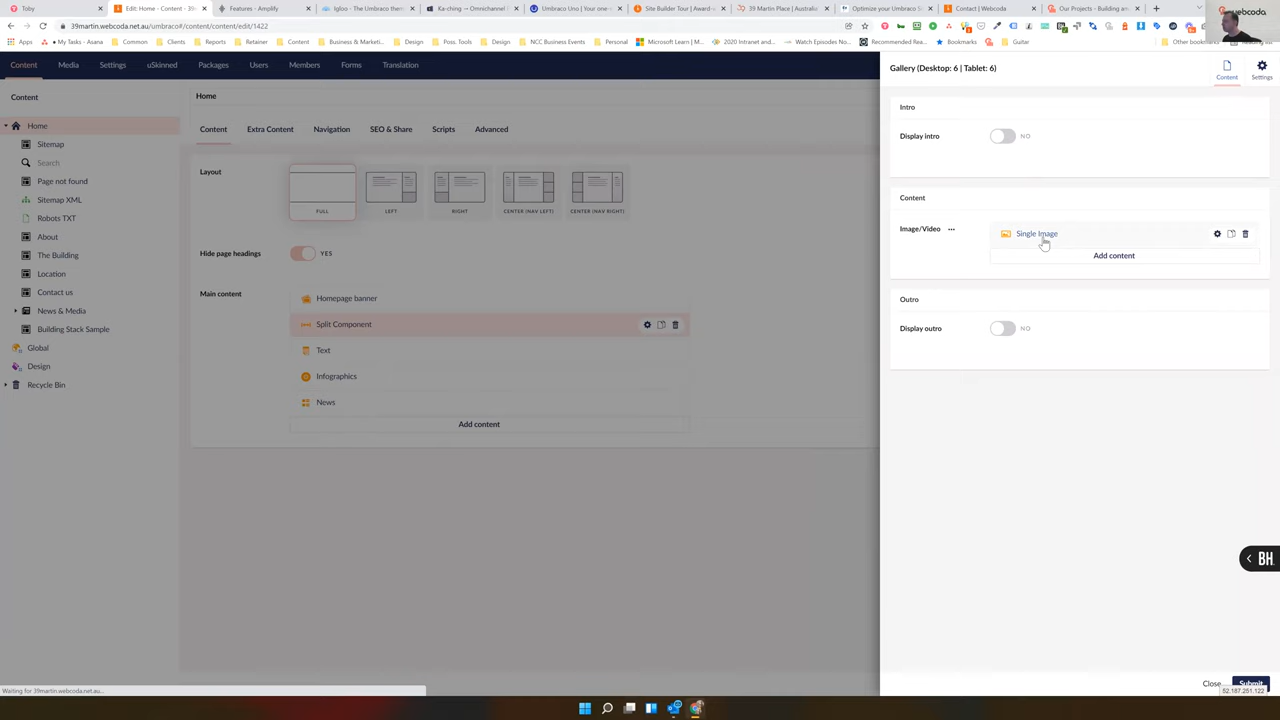 Toby
Edit: Home - Content - 39
Features - Amplify
Igloo - The Umbraco them
Ka-ching – Omnichannel
Umbraco Uno | Your one-
Site Builder Tour | Award-
39 Martin Place | Australia
Optimize your Umbraco S
Contact | Webcoda
Our Projects - Building an
webcoda
39martin.webcoda.net.au/umbraco#/content/content/edit/1422
Apps
My Tasks - Asana
Common
Clients
Reports
Retainer
Content
Business & Marketi...
Design
Poss. Tools
Design
NCC Business Events
Personal
Microsoft Learn | M...
2020 Intranet and...
Watch Episodes No...
Recommended Rea...
Bookmarks
Guitar
Other bookmarks
Reading list
Content
Media
Settings
uSkinned
Packages
Users
Members
Forms
Translation
Content
Home
Sitemap
Search
Page not found
Sitemap XML
Robots TXT
About
The Building
Location
Contact us
News & Media
Building Stack Sample
Global
Design
Recycle Bin
Home
Content
Extra Content
Navigation
SEO & Share
Scripts
Advanced
Layout
FULL
LEFT
RIGHT
CENTER (NAV LEFT)
CENTER (NAV RIGHT)
Hide page headings
YES
Main content
Homepage banner
Split Component
Text
Infographics
News
Add content
Gallery (Desktop: 6 | Tablet: 6)
Content
Settings
Intro
Display intro
NO
Content
Image/Video
Single Image
Add content
Outro
Display outro
NO
BH
Close
Submit
52.187.251.122
Waiting for 39martin.webcoda.net.au...